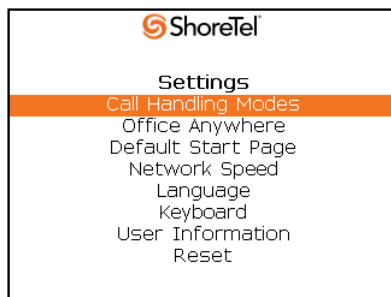 ShoreTel
Settings
Call Handling Modes
Office Anywhere
Default Start Page
Network Speed
Language
Keyboard
User Information
Reset